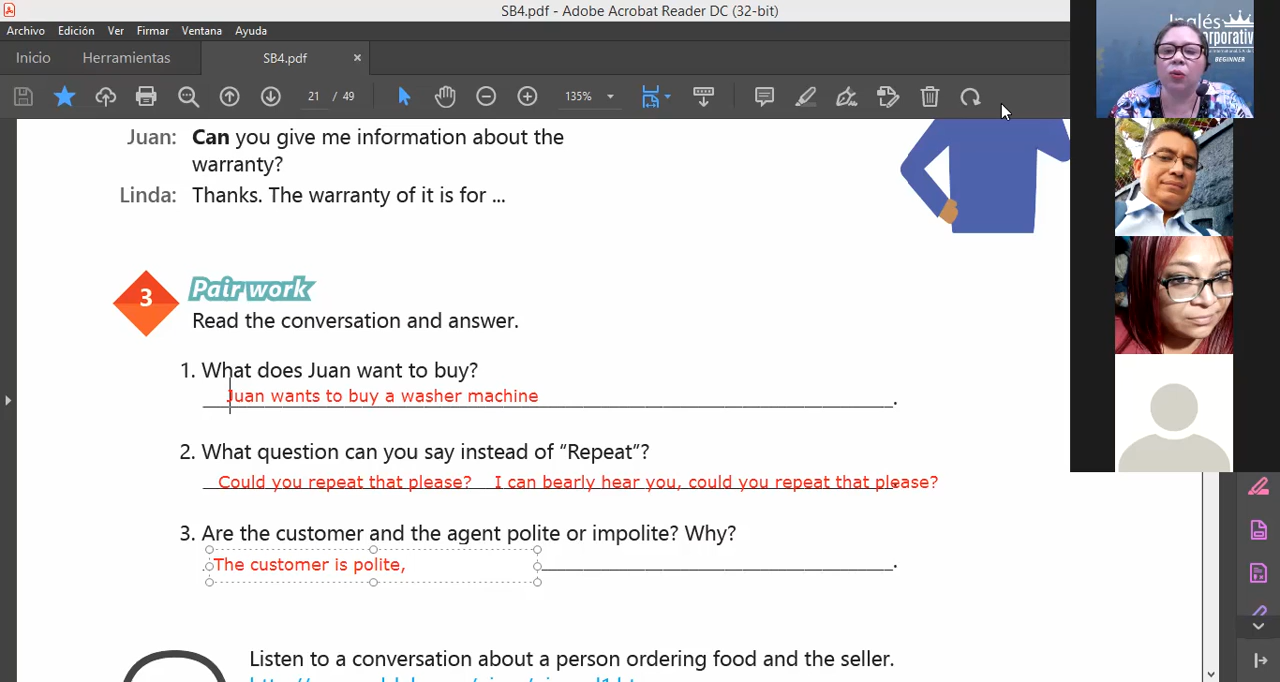 SB4.pdf - Adobe Acrobat Reader DC (32-bit)
Archivo Edición Ver Firmar Ventana Ayuda
Inicio Herramientas SB4.pdf ×
21 / 49 135%
Inglés
Corporativ
BEGINNER
Juan: Can you give me information about the
warranty?
Linda: Thanks. The warranty of it is for ...
3 Pair work
Read the conversation and answer.
1. What does Juan want to buy?
Juan wants to buy a washer machine
2. What question can you say instead of “Repeat”?
Could you repeat that please? I can bearly hear you, could you repeat that please?
3. Are the customer and the agent polite or impolite? Why?
The customer is polite,
Listen to a conversation about a person ordering food and the seller.